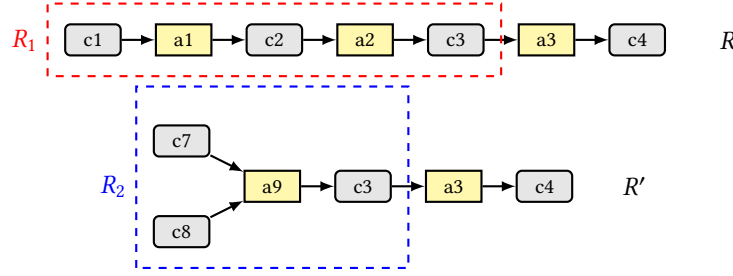 R₁ c1 a1 c2 a2 c3 a3 c4 R
c7
R₂ a9 c3 a3 c4 R′
c8